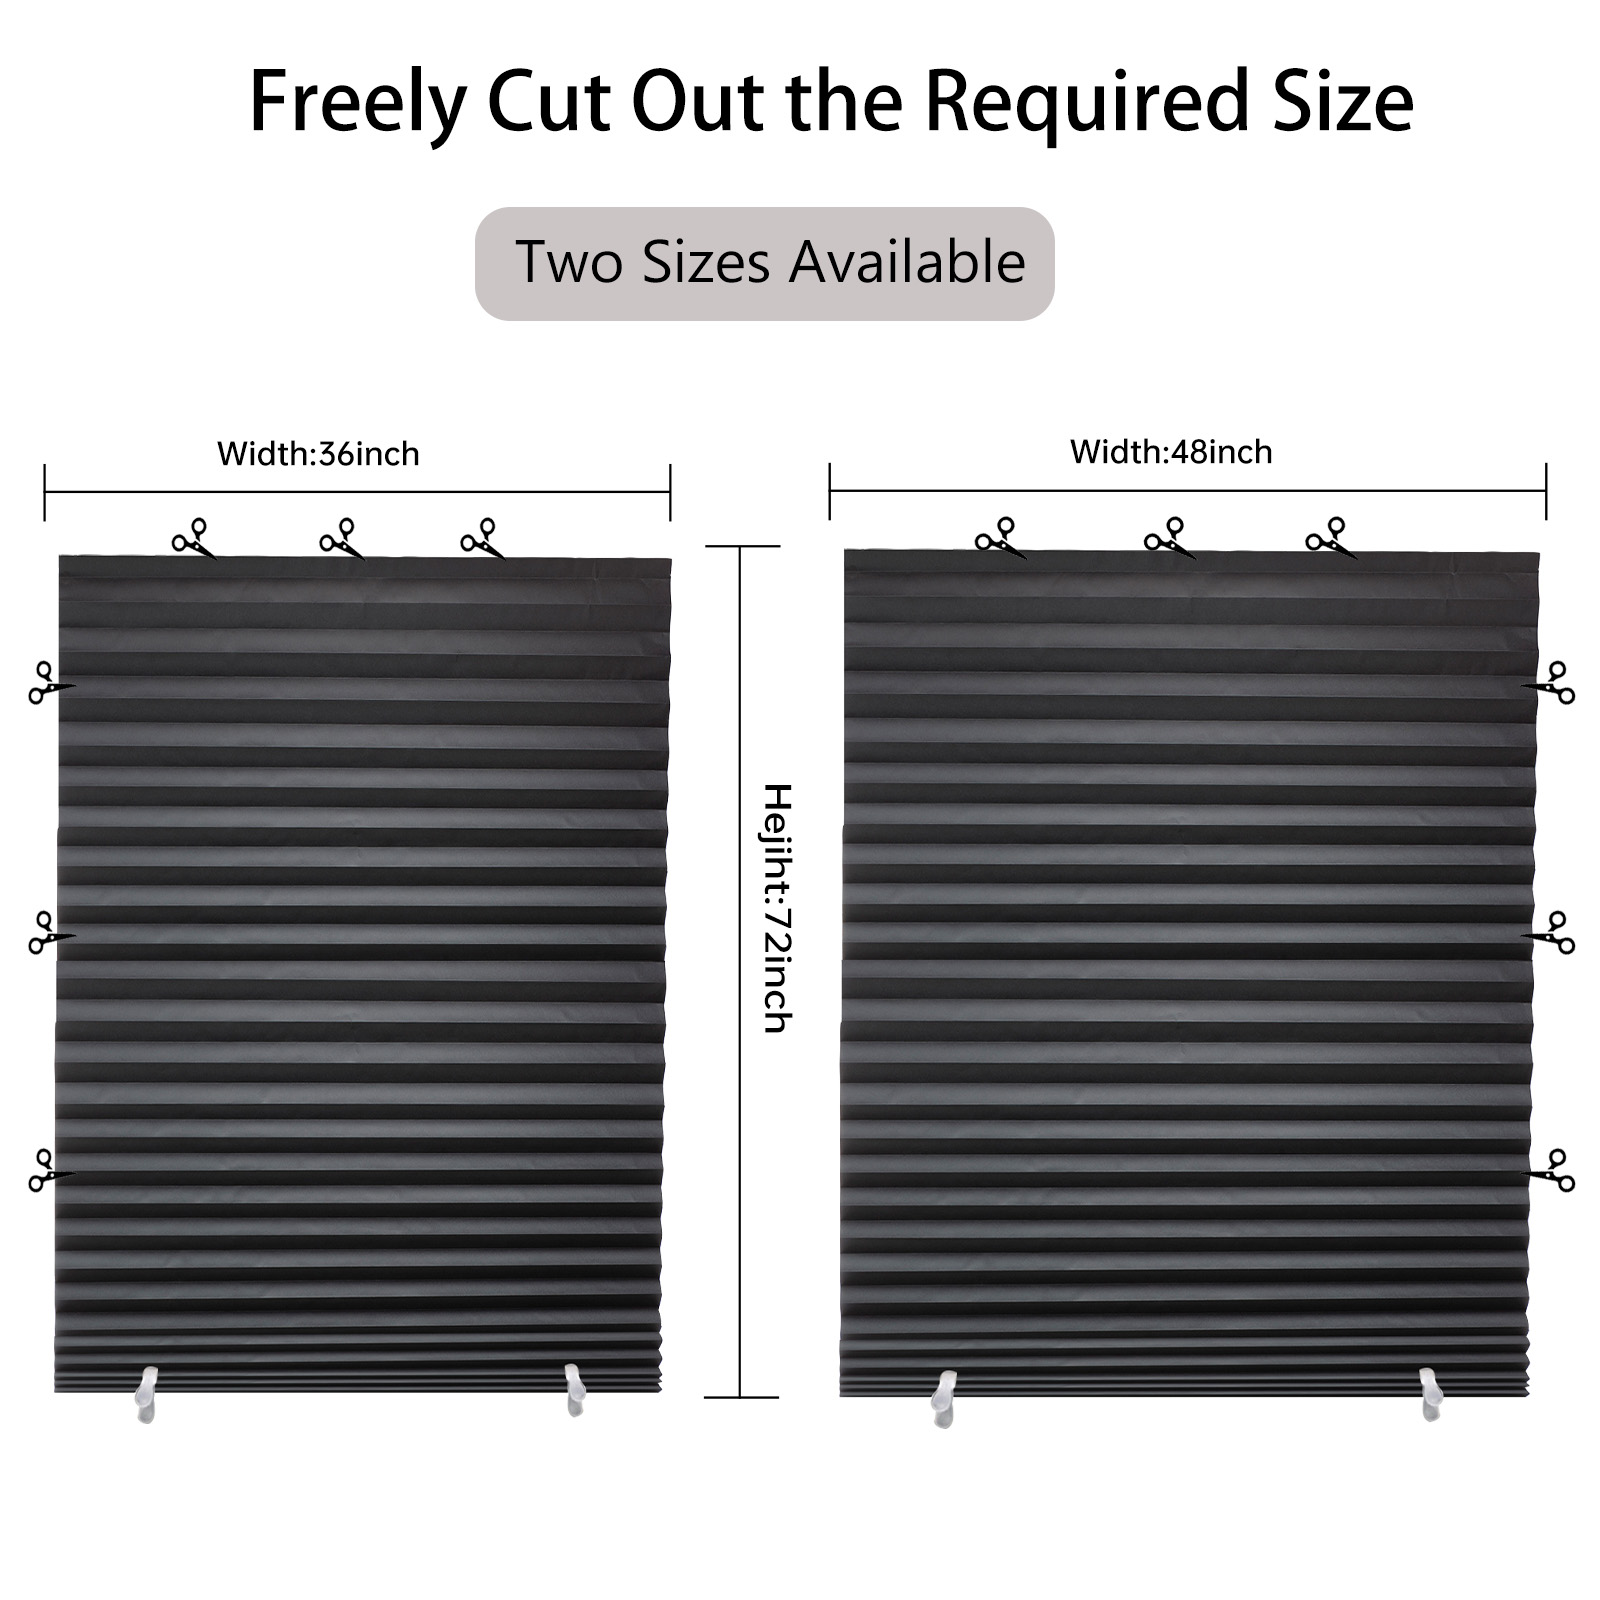 Freely Cut Out the Required Size
Two Sizes Available
Width:36inch
Width:48inch
Hejiht:72inch